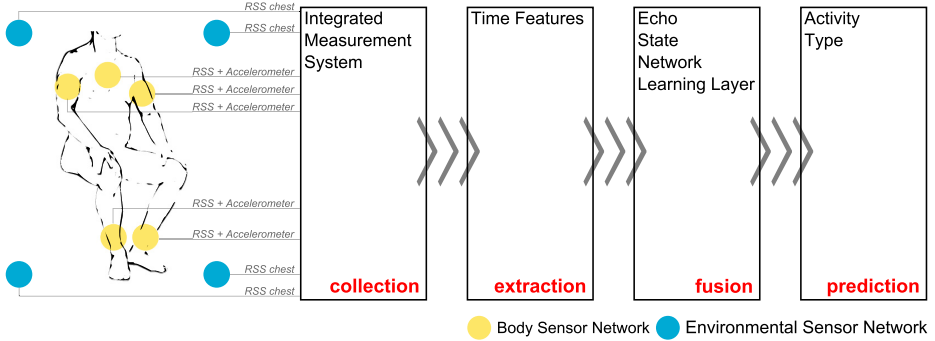 RSS chest
RSS chest
RSS + Accelerometer
RSS + Accelerometer
RSS + Accelerometer
RSS + Accelerometer
RSS + Accelerometer
RSS chest
RSS chest
Integrated
Measurement
System
collection
Time Features
extraction
Echo
State
Network
Learning Layer
fusion
Activity
Type
prediction
Body Sensor Network
Environmental Sensor Network